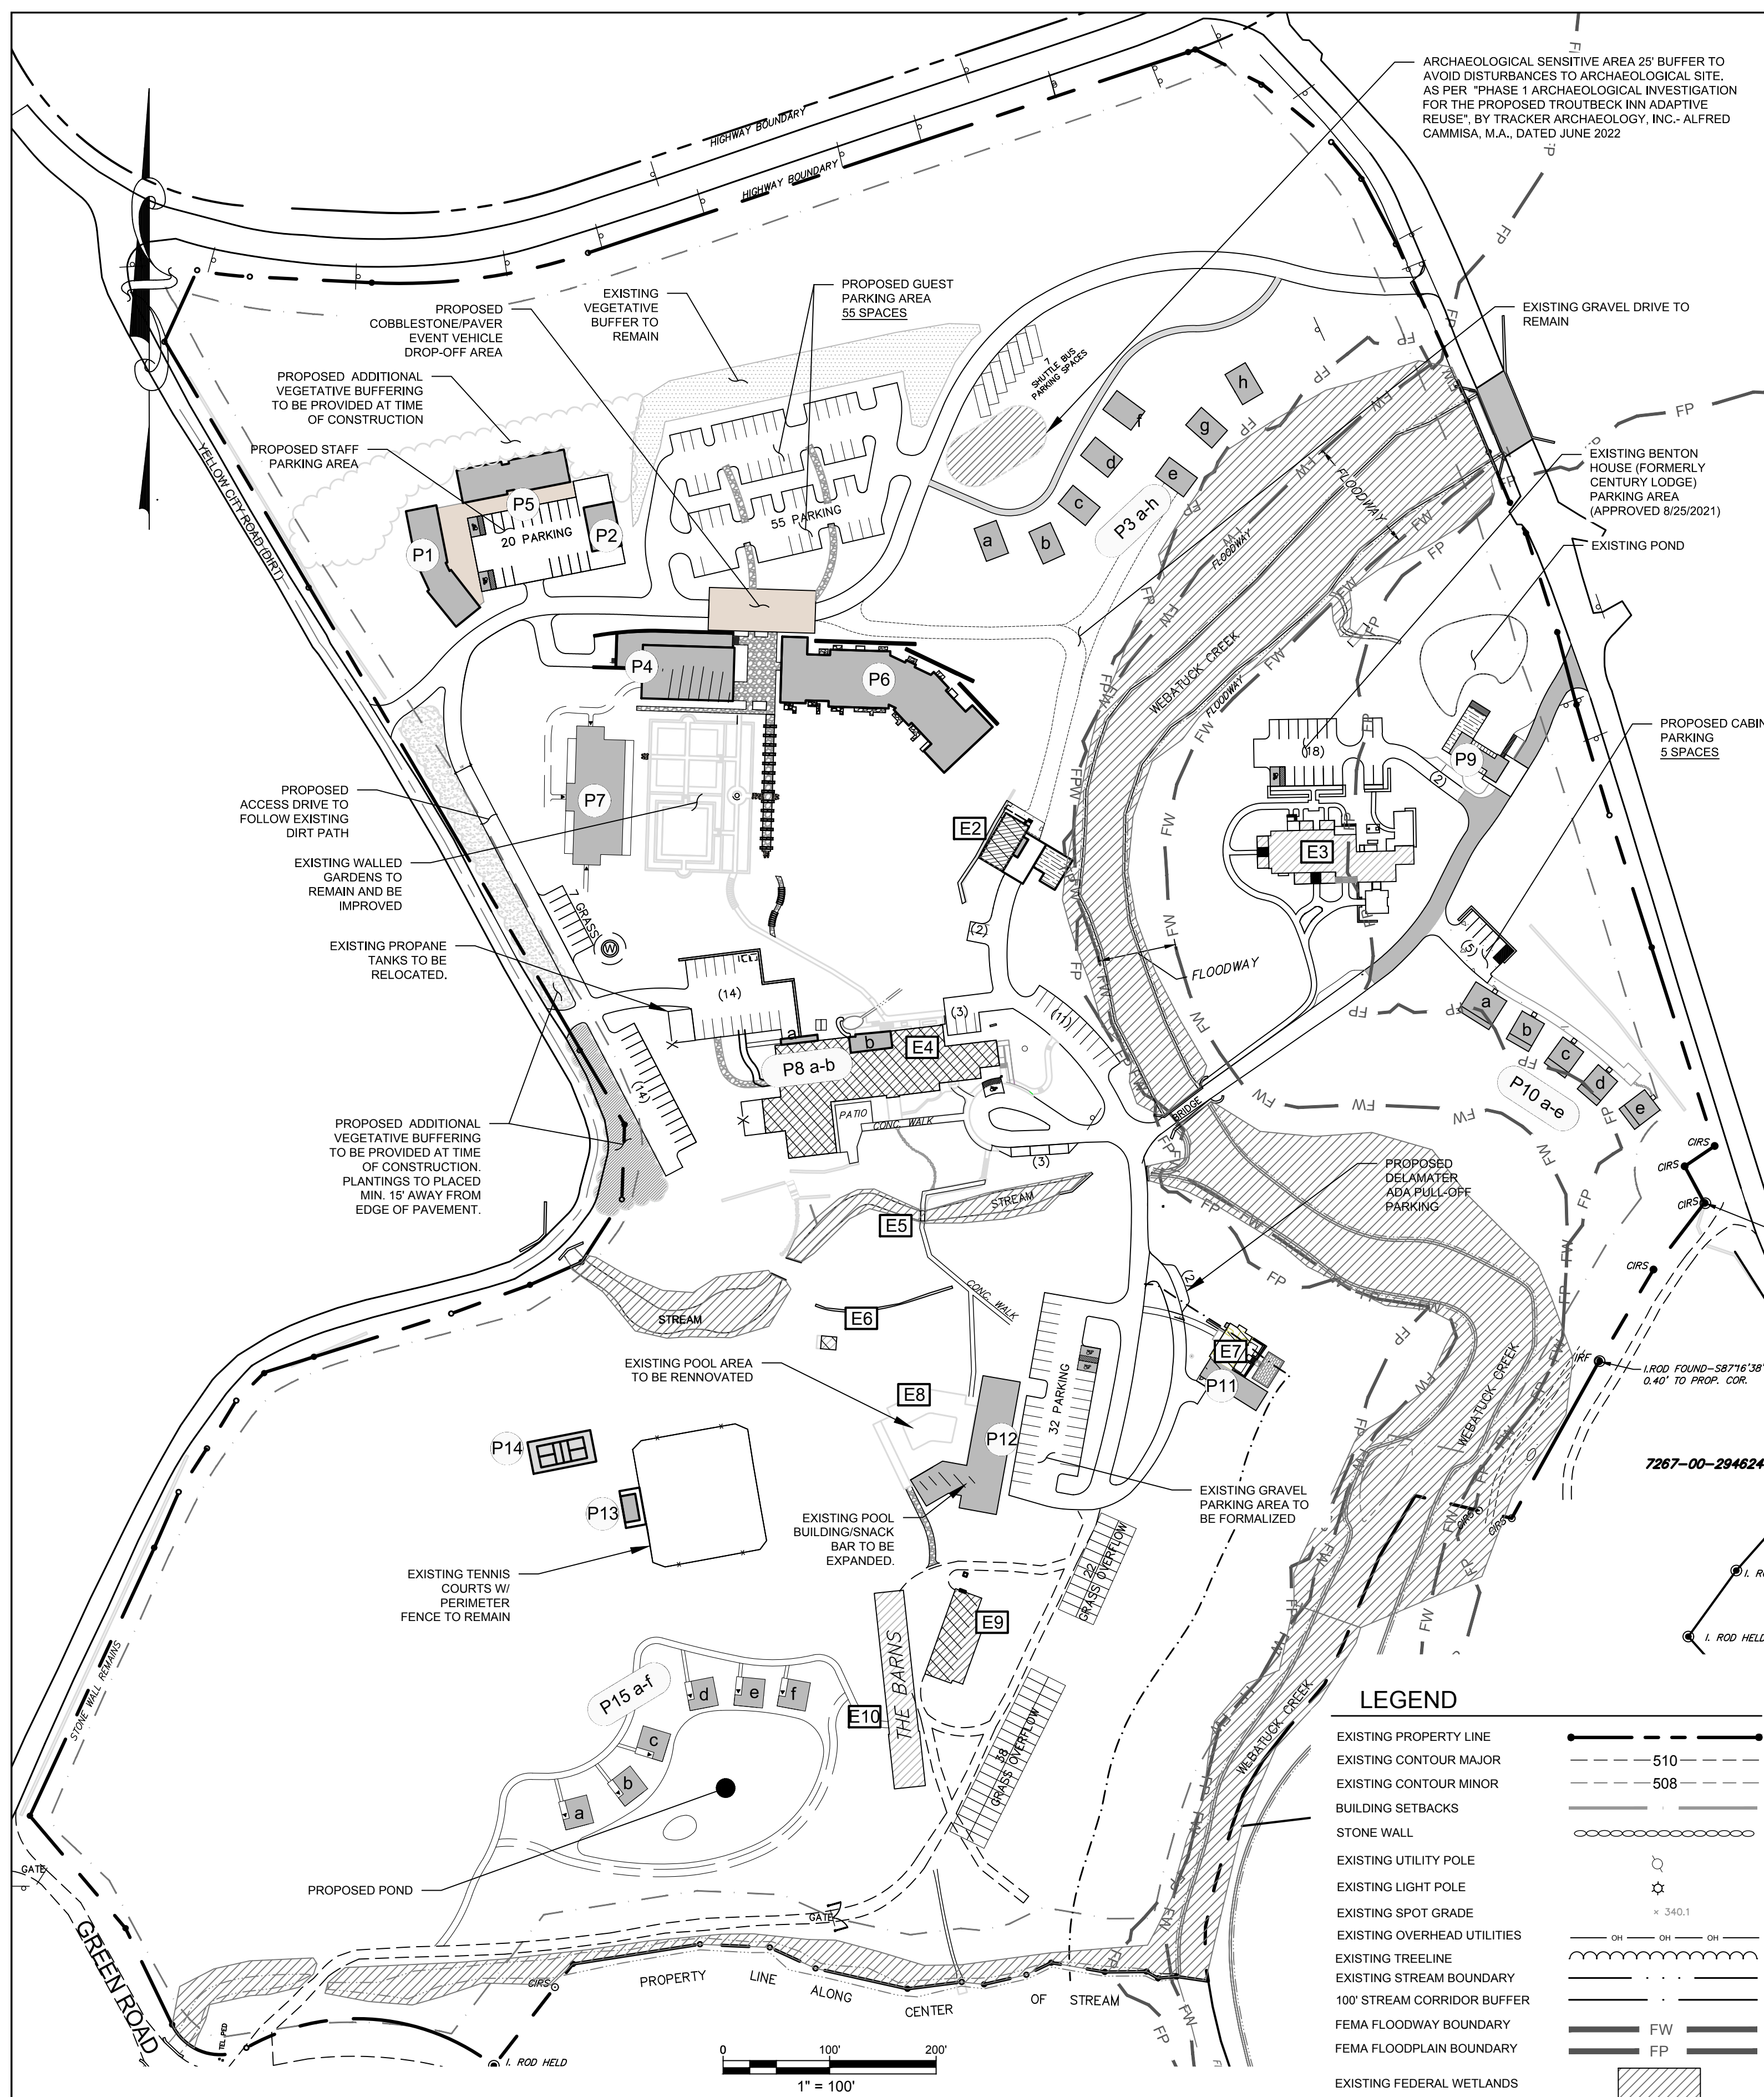 HIGHWAY BOUNDARY
HIGHWAY BOUNDARY
ARCHAEOLOGICAL SENSITIVE AREA 25' BUFFER TO
AVOID DISTURBANCES TO ARCHAEOLOGICAL SITE.
AS PER "PHASE 1 ARCHAEOLOGICAL INVESTIGATION
FOR THE PROPOSED TROUTBECK INN ADAPTIVE
REUSE", BY TRACKER ARCHAEOLOGY, INC.- ALFRED
CAMMISA, M.A., DATED JUNE 2022
PROPOSED
COBBLESTONE/PAVER
EVENT VEHICLE
DROP-OFF AREA
EXISTING
VEGETATIVE
BUFFER TO
REMAIN
PROPOSED GUEST
PARKING AREA
55 SPACES
EXISTING GRAVEL DRIVE TO
REMAIN
7
SHUTTLE BUS
PARKING SPACES
PROPOSED ADDITIONAL
VEGETATIVE BUFFERING
TO BE PROVIDED AT TIME
OF CONSTRUCTION
PROPOSED STAFF
PARKING AREA
YELLOW CITY ROAD (DIRT)
P1
P5
20 PARKING
P2
55 PARKING
a
b
c
d
e
f
g
h
P3 a-h
EXISTING BENTON
HOUSE (FORMERLY
CENTURY LODGE)
PARKING AREA
(APPROVED 8/25/2021)
EXISTING POND
FLOODWAY
FLOODWAY
FLOODWAY
WEBATUCK CREEK
P4
P6
P7
(18)
P9
(2)
E3
E2
PROPOSED CABIN
PARKING
5 SPACES
PROPOSED
ACCESS DRIVE TO
FOLLOW EXISTING
DIRT PATH
EXISTING WALLED
GARDENS TO
REMAIN AND BE
IMPROVED
7 GRASS
W
EXISTING PROPANE
TANKS TO BE
RELOCATED.
(14)
(2)
(3)
(11)
FLOODWAY
(5)
a
b
c
d
e
P10 a-e
a
b
E4
P8 a-b
(14)
PATIO
CONC. WALK
(3)
BRIDGE
PROPOSED ADDITIONAL
VEGETATIVE BUFFERING
TO BE PROVIDED AT TIME
OF CONSTRUCTION.
PLANTINGS TO PLACED
MIN. 15' AWAY FROM
EDGE OF PAVEMENT.
PROPOSED
DELAMATER
ADA PULL-OFF
PARKING
STREAM
E5
CONC. WALK
E6
STREAM
(2)
E7
P11
CIRS
CIRS
CIRS
CIRS
IRF
I.ROD FOUND-S87°16'38"
0.40' TO PROP. COR.
EXISTING POOL AREA
TO BE RENNOVATED
E8
32 PARKING
P12
P14
P13
EXISTING POOL
BUILDING/SNACK
BAR TO BE
EXPANDED.
EXISTING GRAVEL
PARKING AREA TO
BE FORMALIZED
WEBATUCK CREEK
7267-00-294624
CIRS
CIRS
EXISTING TENNIS
COURTS W/
PERIMETER
FENCE TO REMAIN
22
GRASS OVERFLOW
E9
THE BARNS
E10
I. ROD HELD
STONE WALL REMAINS
P15 a-f
a
b
c
d
e
f
38
GRASS OVERFLOW
WEBATUCK CREEK
PROPOSED POND
GATE
GATE
GREEN ROAD
TEL PED
CIRS
PROPERTY LINE ALONG CENTER OF STREAM
I. ROD HELD
0 100' 200'
1" = 100'
LEGEND
EXISTING PROPERTY LINE
EXISTING CONTOUR MAJOR 510
EXISTING CONTOUR MINOR 508
BUILDING SETBACKS
STONE WALL
EXISTING UTILITY POLE
EXISTING LIGHT POLE
EXISTING SPOT GRADE × 340.1
EXISTING OVERHEAD UTILITIES OH OH OH
EXISTING TREELINE
EXISTING STREAM BOUNDARY
100' STREAM CORRIDOR BUFFER
FEMA FLOODWAY BOUNDARY FW
FEMA FLOODPLAIN BOUNDARY FP
EXISTING FEDERAL WETLANDS